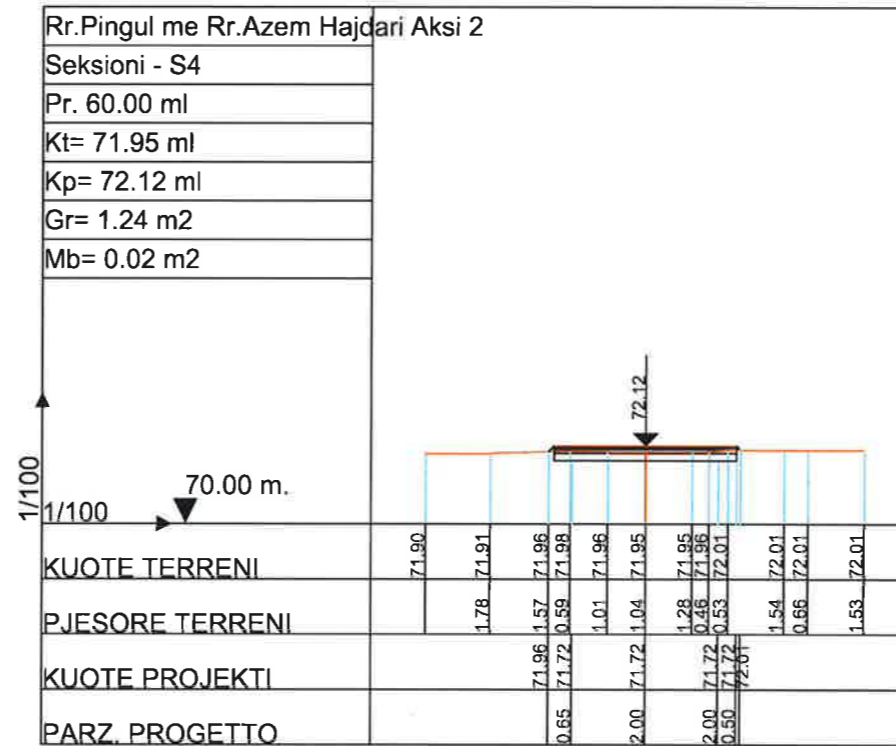 Rr.Pingul me Rr.Azem Hajdari Aksi 2
Seksioni - S4
Pr. 60.00 ml
Kt= 71.95 ml
Kp= 72.12 ml
Gr= 1.24 m2
Mb= 0.02 m2
72.12
1/100
70.00 m.
1/100
KUOTE TERRENI 71.90 71.91 71.96 71.98 71.96 71.95 71.95 71.96 72.01 72.01 72.01 72.01
PJESORE TERRENI 1.78 1.57 0.59 1.01 1.04 1.28 0.46 0.53 1.54 0.66 1.53
KUOTE PROJEKTI 71.96 71.72 71.72 71.72 71.72 72.01
PARZ. PROGETTO 0.65 2.00 2.00 0.50